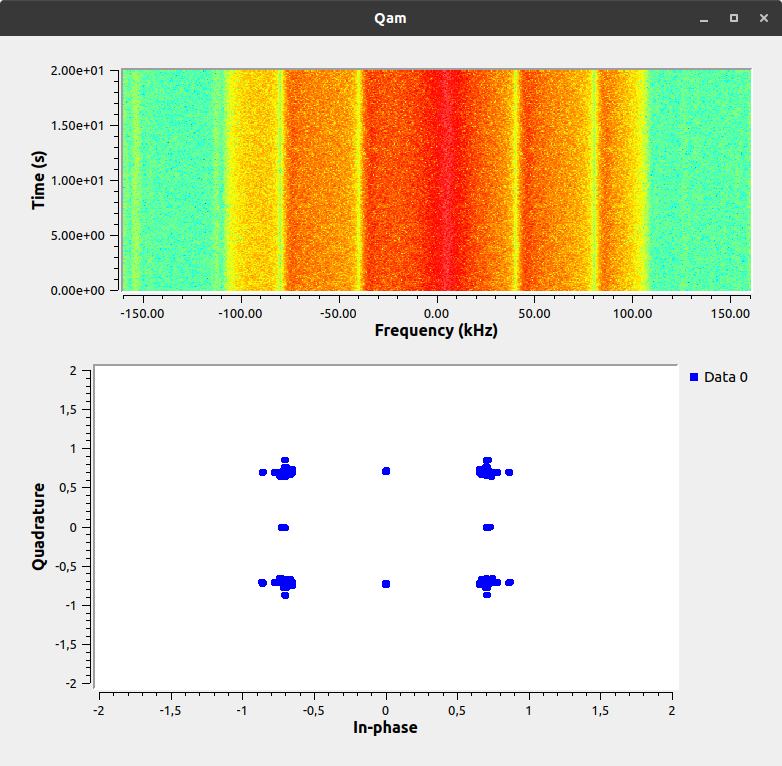 Qam
2.00e+01
1.50e+01
1.00e+01
5.00e+00
0.00e+00
Time (s)
-150.00 -100.00 -50.00 0.00 50.00 100.00 150.00
Frequency (kHz)
Data 0
2
1,5
1
0,5
0
-0,5
-1
-1,5
-2
Quadrature
-2 -1,5 -1 -0,5 0 0,5 1 1,5 2
In-phase